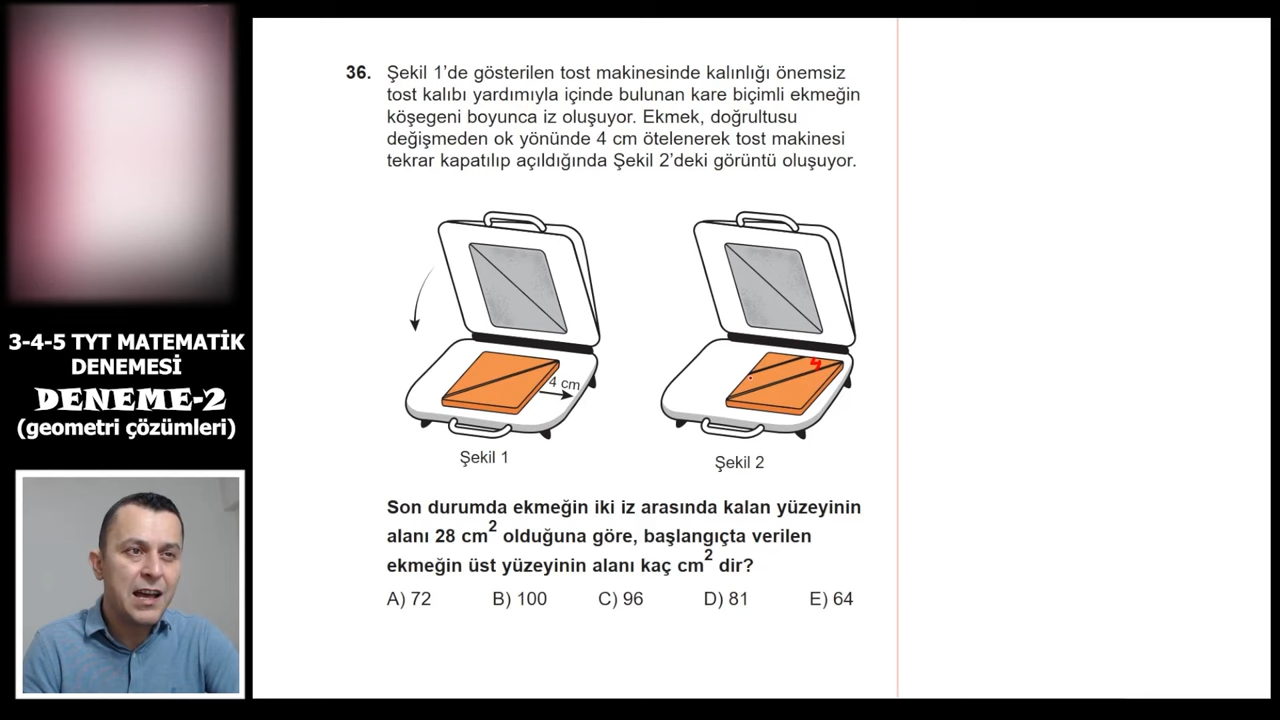 3-4-5 TYT MATEMATİK
DENEMESİ
DENEME-2
(geometri çözümleri)
36. Şekil 1’de gösterilen tost makinesinde kalınlığı önemsiz
tost kalıbı yardımıyla içinde bulunan kare biçimli ekmeğin
köşegeni boyunca iz oluşuyor. Ekmek, doğrultusu
değişmeden ok yönünde 4 cm ötelenerek tost makinesi
tekrar kapatılıp açıldığında Şekil 2’deki görüntü oluşuyor.
4 cm
4
Şekil 1
Şekil 2
Son durumda ekmeğin iki iz arasında kalan yüzeyinin
alanı 28 cm² olduğuna göre, başlangıçta verilen
ekmeğin üst yüzeyinin alanı kaç cm² dir?
A) 72 B) 100 C) 96 D) 81 E) 64